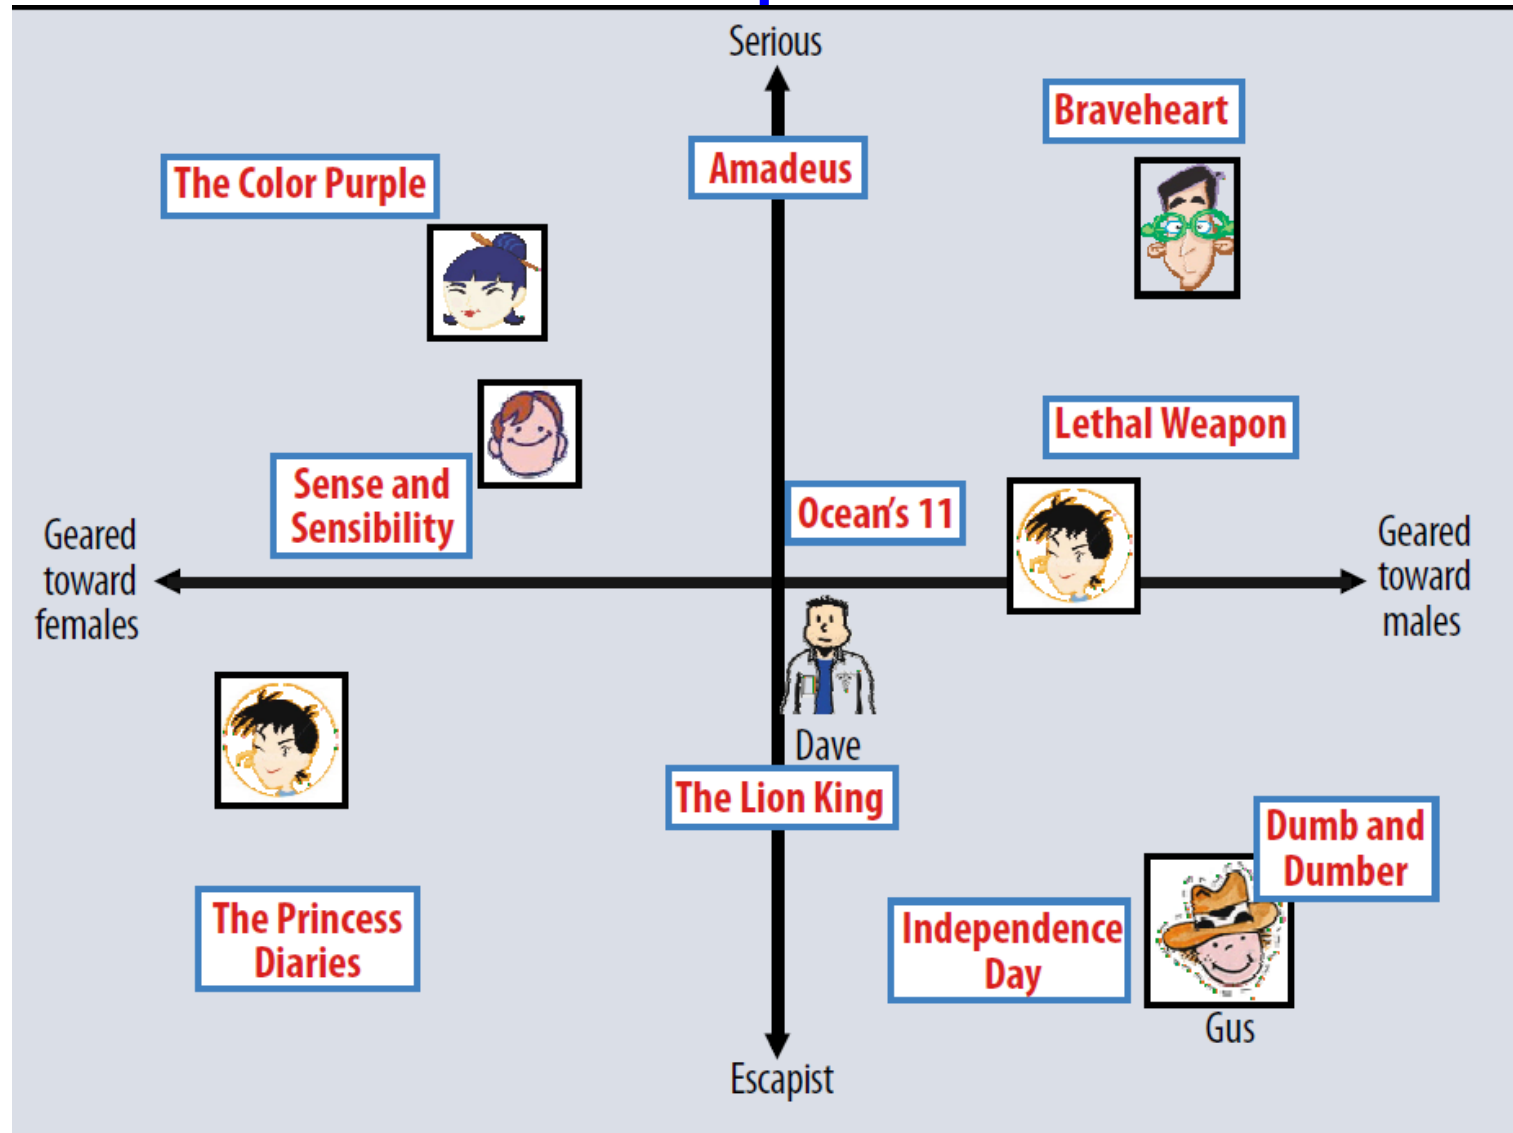 Serious
Braveheart
Amadeus
The Color Purple
Lethal Weapon
Sense and
Sensibility
Ocean's 11
Geared
toward
females
Geared
toward
males
Dave
The Lion King
Dumb and
Dumber
The Princess
Diaries
Independence
Day
Gus
Escapist